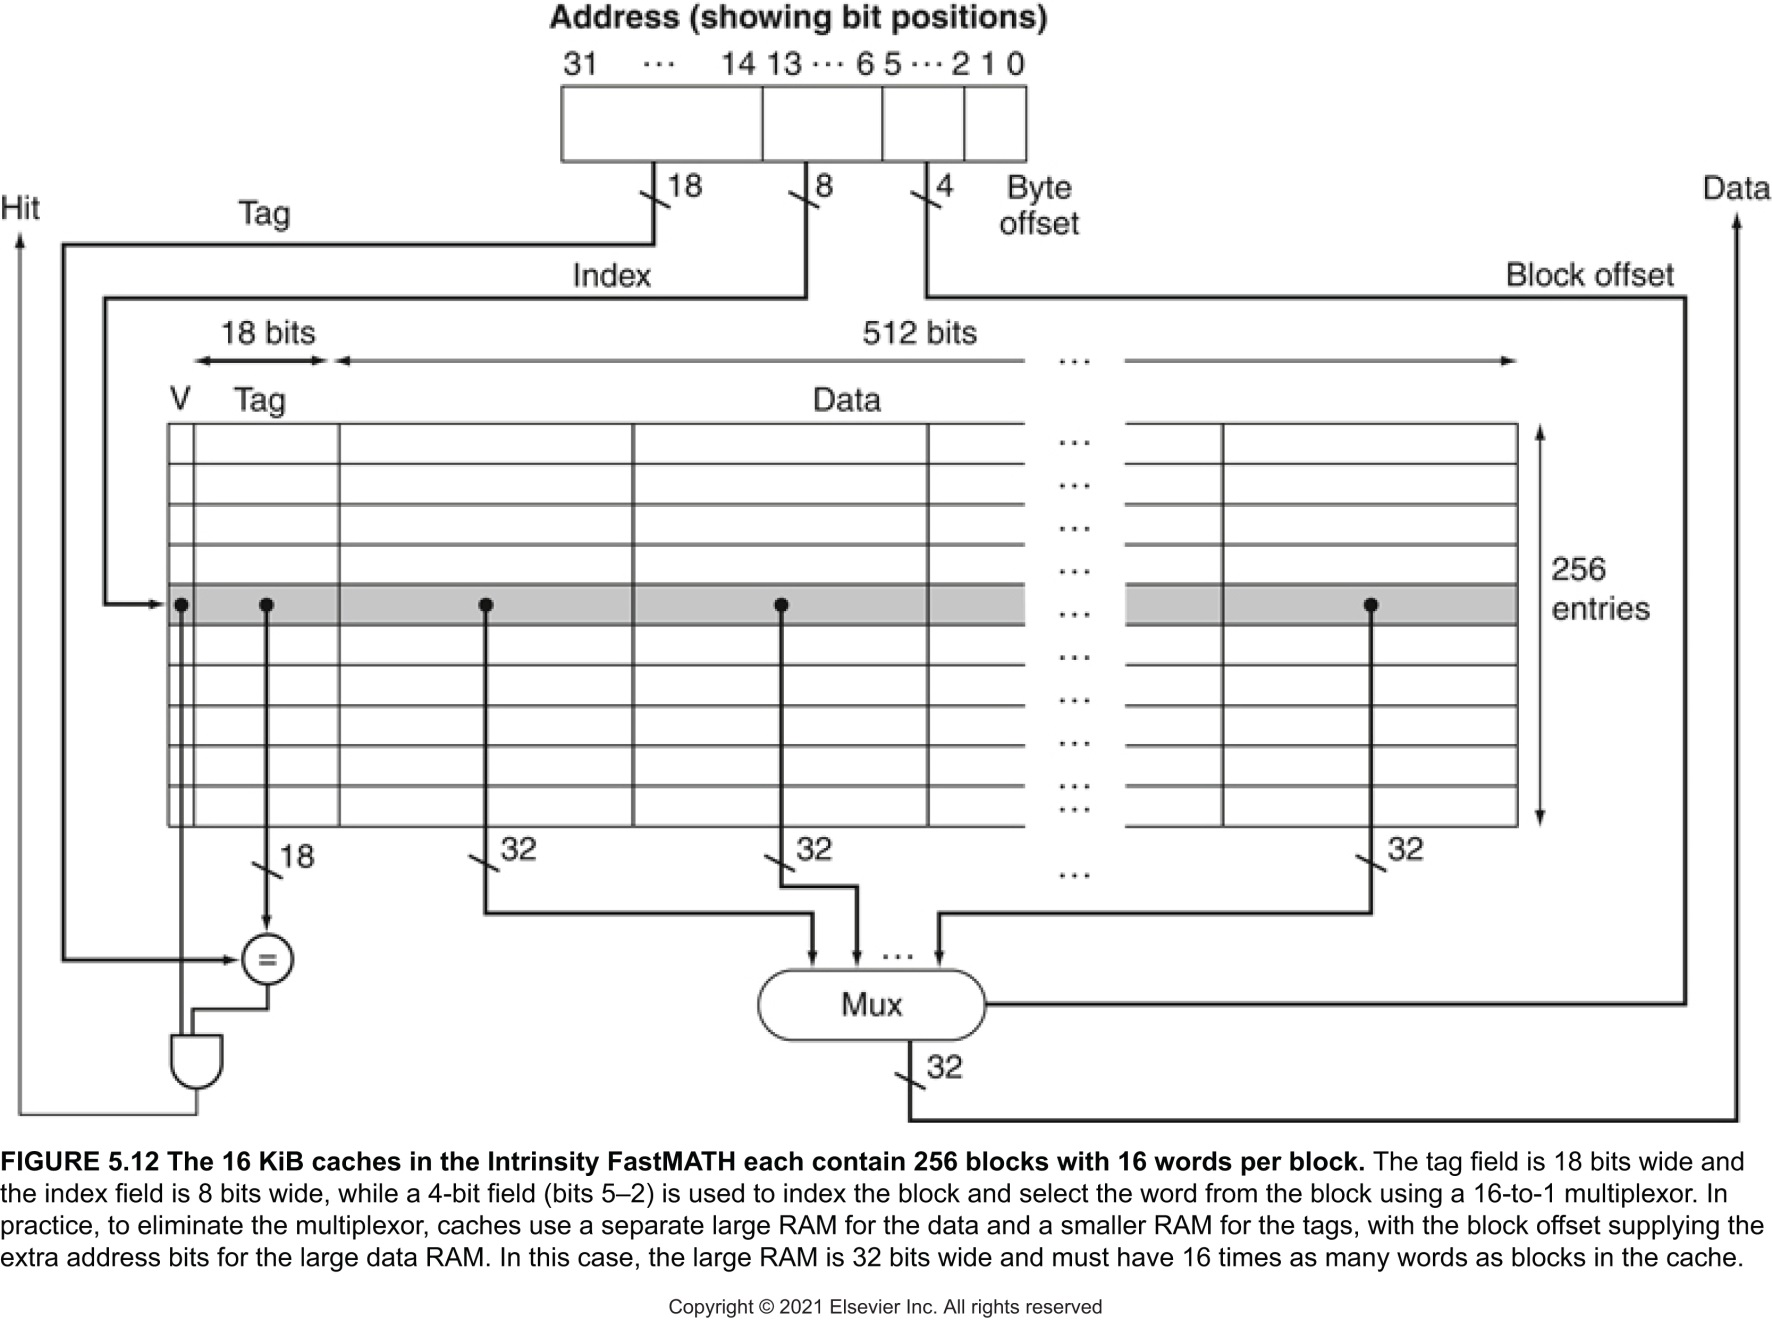 Address (showing bit positions)
31 ... 14 13 ... 6 5 ... 2 1 0
18 8 4 Byte
offset
Hit
Tag
Data
Index
Block offset
18 bits
512 bits
...
V Tag Data
...
...
...
...
...
...
...
...
...
...
256
entries
18 32 32 ... 32
=
...
Mux
32
FIGURE 5.12 The 16 KiB caches in the Intrinsity FastMATH each contain 256 blocks with 16 words per block. The tag field is 18 bits wide and
the index field is 8 bits wide, while a 4-bit field (bits 5–2) is used to index the block and select the word from the block using a 16-to-1 multiplexor. In
practice, to eliminate the multiplexor, caches use a separate large RAM for the data and a smaller RAM for the tags, with the block offset supplying the
extra address bits for the large data RAM. In this case, the large RAM is 32 bits wide and must have 16 times as many words as blocks in the cache.
Copyright © 2021 Elsevier Inc. All rights reserved